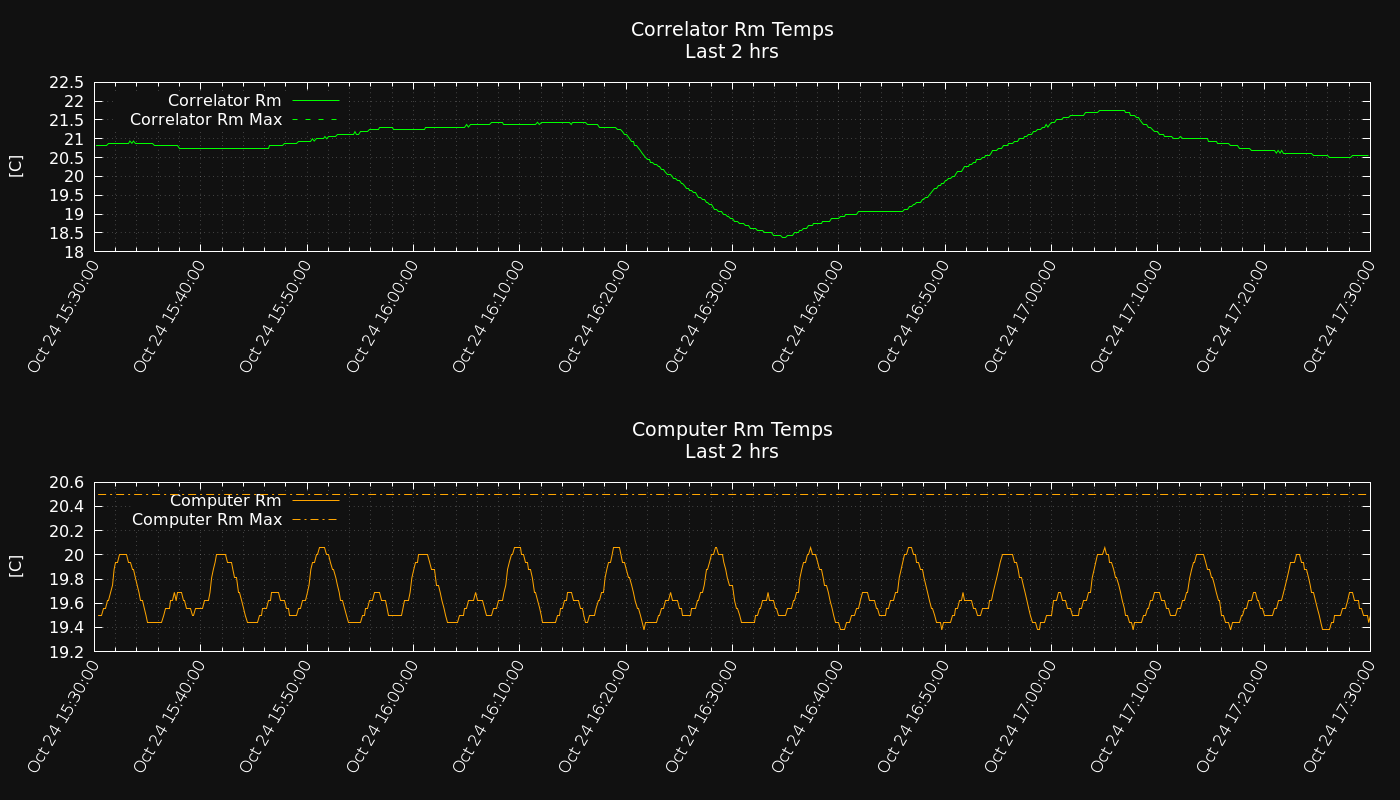 Correlator Rm Temps
Last 2 hrs
[C]
22.5
22
21.5
21
20.5
20
19.5
19
18.5
18
Correlator Rm
Correlator Rm Max
Oct 24 15:30:00
Oct 24 15:40:00
Oct 24 15:50:00
Oct 24 16:00:00
Oct 24 16:10:00
Oct 24 16:20:00
Oct 24 16:30:00
Oct 24 16:40:00
Oct 24 16:50:00
Oct 24 17:00:00
Oct 24 17:10:00
Oct 24 17:20:00
Oct 24 17:30:00
Computer Rm Temps
Last 2 hrs
[C]
20.6
20.4
20.2
20
19.8
19.6
19.4
19.2
Computer Rm
Computer Rm Max
Oct 24 15:30:00
Oct 24 15:40:00
Oct 24 15:50:00
Oct 24 16:00:00
Oct 24 16:10:00
Oct 24 16:20:00
Oct 24 16:30:00
Oct 24 16:40:00
Oct 24 16:50:00
Oct 24 17:00:00
Oct 24 17:10:00
Oct 24 17:20:00
Oct 24 17:30:00